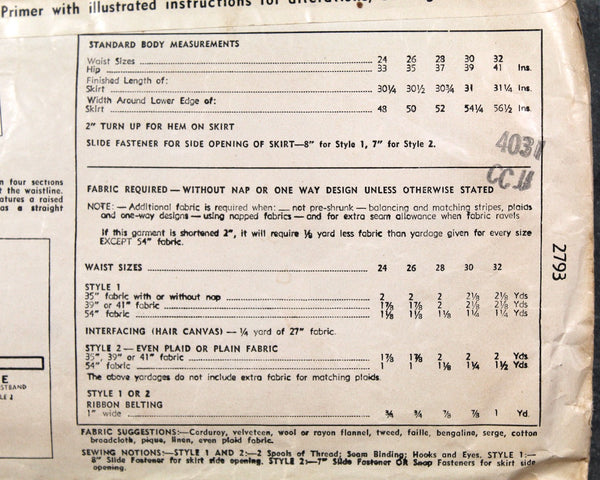 Primer with illustrated instructions for alterations,
STANDARD BODY MEASUREMENTS
Waist Sizes 24 26 28 30 32
Hip 33 35 37 39 41 Ins.
Finished Length of:
Skirt 30¼ 30½ 30¾ 31 31¼ Ins.
Width Around Lower Edge of:
Skirt 48 50 52 54¼ 56½ Ins.
2" TURN UP FOR HEM ON SKIRT
SLIDE FASTENER FOR SIDE OPENING OF SKIRT—8" for Style 1, 7" for Style 2.
4031
CC
n four sections
t the waistline.
eatures a raised
as a straight
FABRIC REQUIRED — WITHOUT NAP OR ONE WAY DESIGN UNLESS OTHERWISE STATED
NOTE: — Additional fabric is required when: — not pre-shrunk — balancing and matching stripes, plaids
and one-way designs — using napped fabrics — and for extra seam allowance when fabric ravels
If this garment is shortened 2", it will require ⅛ yard less fabric than yardage given for every size
EXCEPT 54" fabric.
2793
WAIST SIZES 24 26 28 30 32
STYLE 1
35" fabric with or without nap 2 2 2 2⅛ 2⅛ Yds
39" or 41" fabric 1⅞ 1⅞ 2 2⅛ 2⅛ Yds
54" fabric 1⅛ 1⅛ 1⅛ 1¼ 1¼ Yds
INTERFACING (HAIR CANVAS) — ¼ yard of 27" fabric.
STYLE 2 — EVEN PLAID OR PLAIN FABRIC
35", 39" or 41" fabric 1⅞ 1⅞ 2 2 2 Yds.
54" fabric 1 1 1⅛ 1¼ 1½ Yds.
The above yardages do not include extra fabric for matching plaids.
E
STBAND
LE 2
STYLE 1 OR 2
RIBBON BELTING
1" wide ¾ ¾ ⅞ ⅞ 1 Yd.
FABRIC SUGGESTIONS:—Corduroy, velveteen, wool or rayon flannel, tweed, faille, bengaline, serge, cotton
broadcloth, pique, linen, even plaid fabric.
SEWING NOTIONS:—STYLE 1 AND 2:—2 Spools of Thread; Seam Binding; Hooks and Eyes. STYLE 1:—
8" Slide Fastener for skirt side opening. STYLE 2:—7" Slide Fastener OR Snap Fasteners for skirt side
opening.